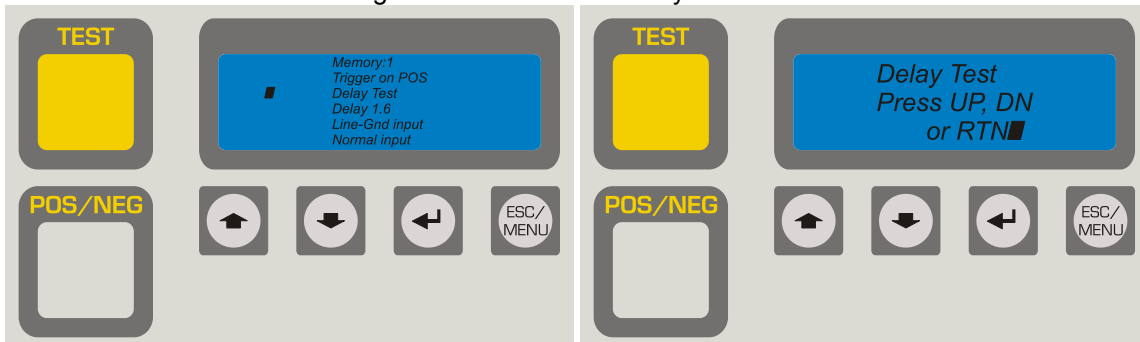 TEST
Memory:1
Trigger on POS
Delay Test
Delay 1.6
Line-Gnd input
Normal input
POS/NEG
ESC/
MENU
TEST
Delay Test
Press UP, DN
or RTN
POS/NEG
ESC/
MENU